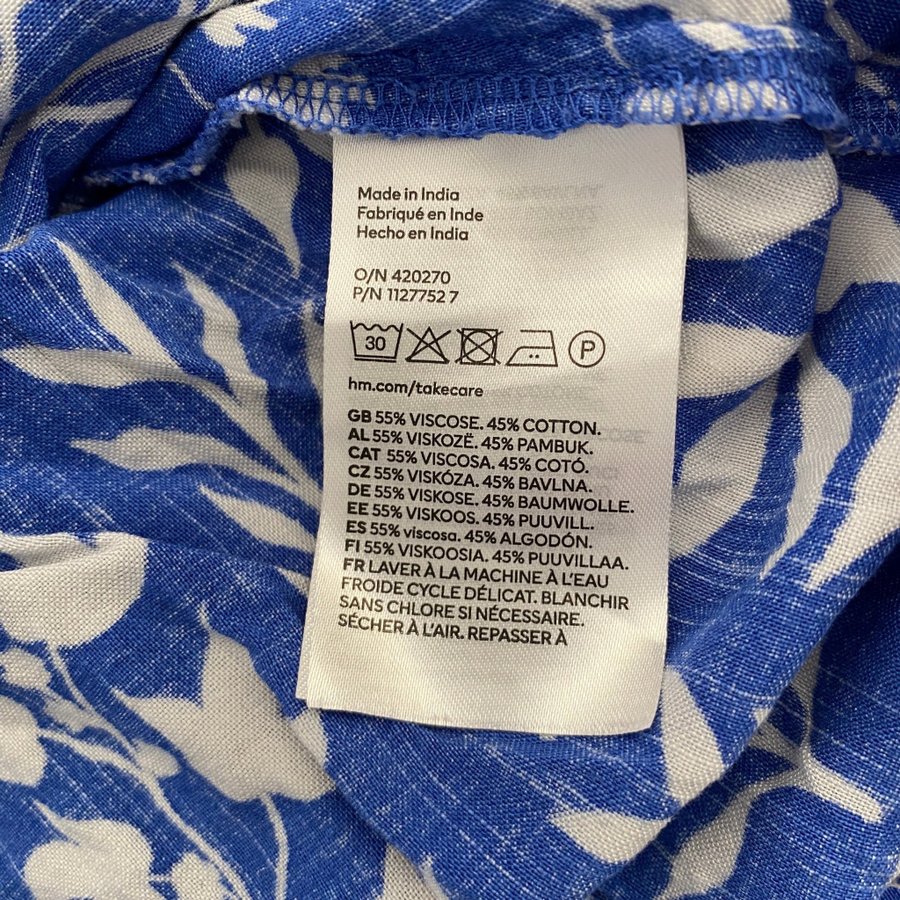 Made in India
Fabriqué en Inde
Hecho en India
O/N 420270
P/N 1127752 7
30
P
hm.com/takecare
GB 55% VISCOSE. 45% COTTON.
AL 55% VISKOZË. 45% PAMBUK.
CAT 55% VISCOSA. 45% COTÓ.
CZ 55% VISKÓZA. 45% BAVLNA.
DE 55% VISKOSE. 45% BAUMWOLLE.
EE 55% VISKOOS. 45% PUUVILL.
ES 55% viscosa. 45% ALGODÓN.
FI 55% VISKOOSIA. 45% PUUVILLAA.
FR LAVER À LA MACHINE À L'EAU
FROIDE CYCLE DÉLICAT. BLANCHIR
SANS CHLORE SI NÉCESSAIRE.
SÉCHER À L'AIR. REPASSER À